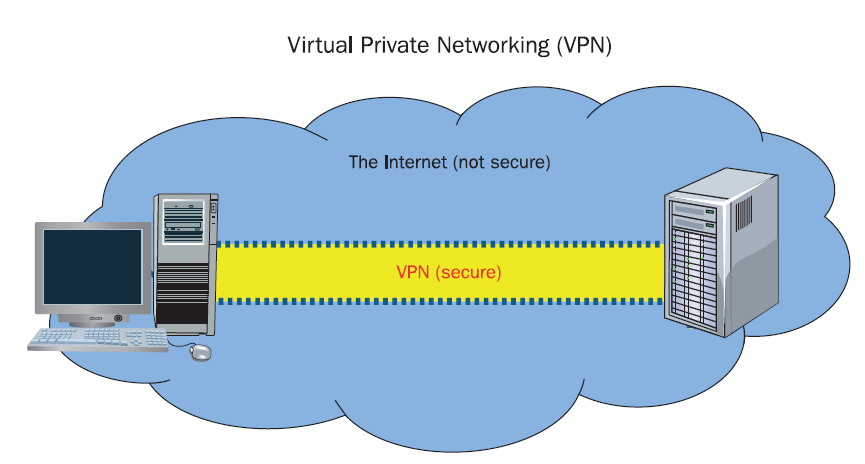 Virtual Private Networking (VPN)
The Internet (not secure)
VPN (secure)